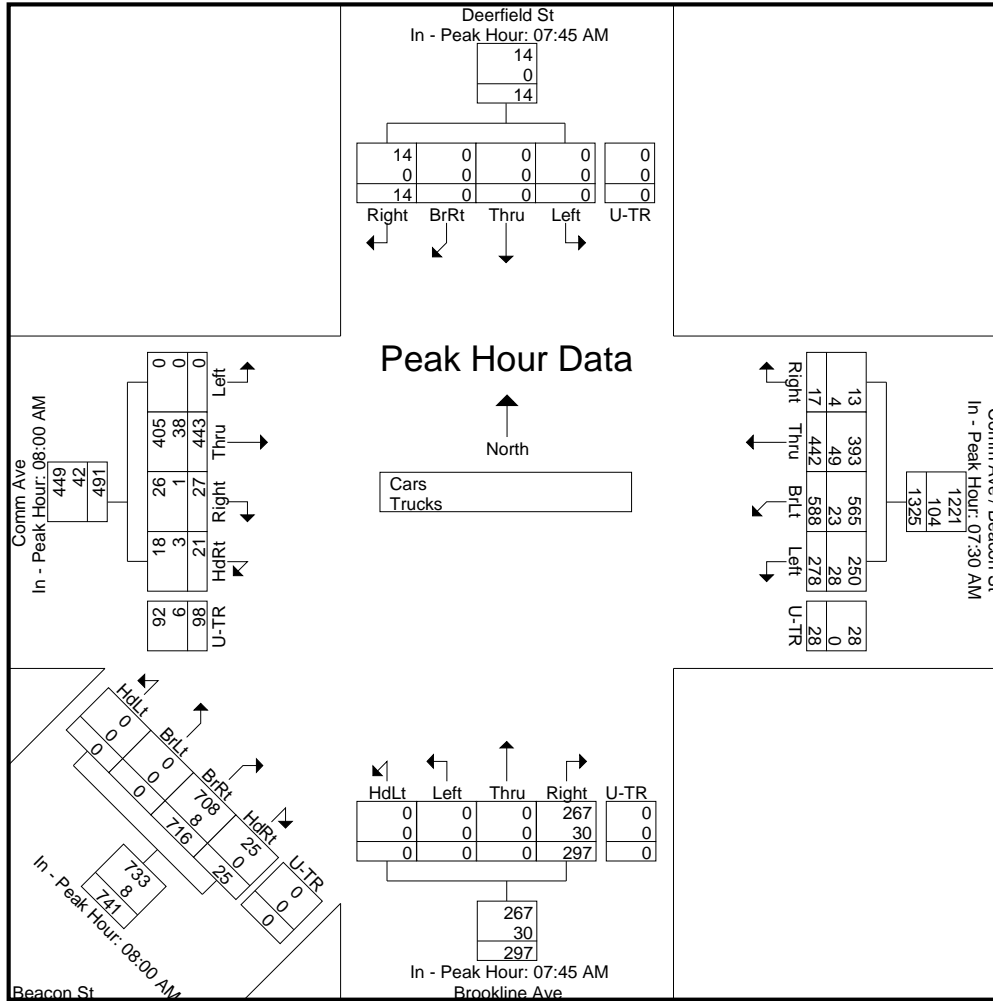 Deerfield St
In - Peak Hour: 07:45 AM
14
0
14
14 0 0 0 0
0 0 0 0 0
14 0 0 0 0
Right BrRt Thru Left U-TR
Peak Hour Data
North
Cars
Trucks
Comm Ave
In - Peak Hour: 08:00 AM
449
42
491
0 405 26 18 92
0 38 1 3 6
0 443 27 21 98
Left Thru Right HdRt U-TR
In - Peak Hour: 07:30 AM
1221
104
1325
13 393 565 250 28
4 49 23 28 0
17 442 588 278 28
Right Thru BrLt Left U-TR
HdLt BrLt BrRt HdRt U-TR
0 0 708 25 0
0 0 8 0 0
0 0 716 25 0
733
8
741
In - Peak Hour: 08:00 AM
Beacon St
HdLt Left Thru Right U-TR
0 0 0 267 0
0 0 0 30 0
0 0 0 297 0
267
30
297
In - Peak Hour: 07:45 AM
Brookline Ave